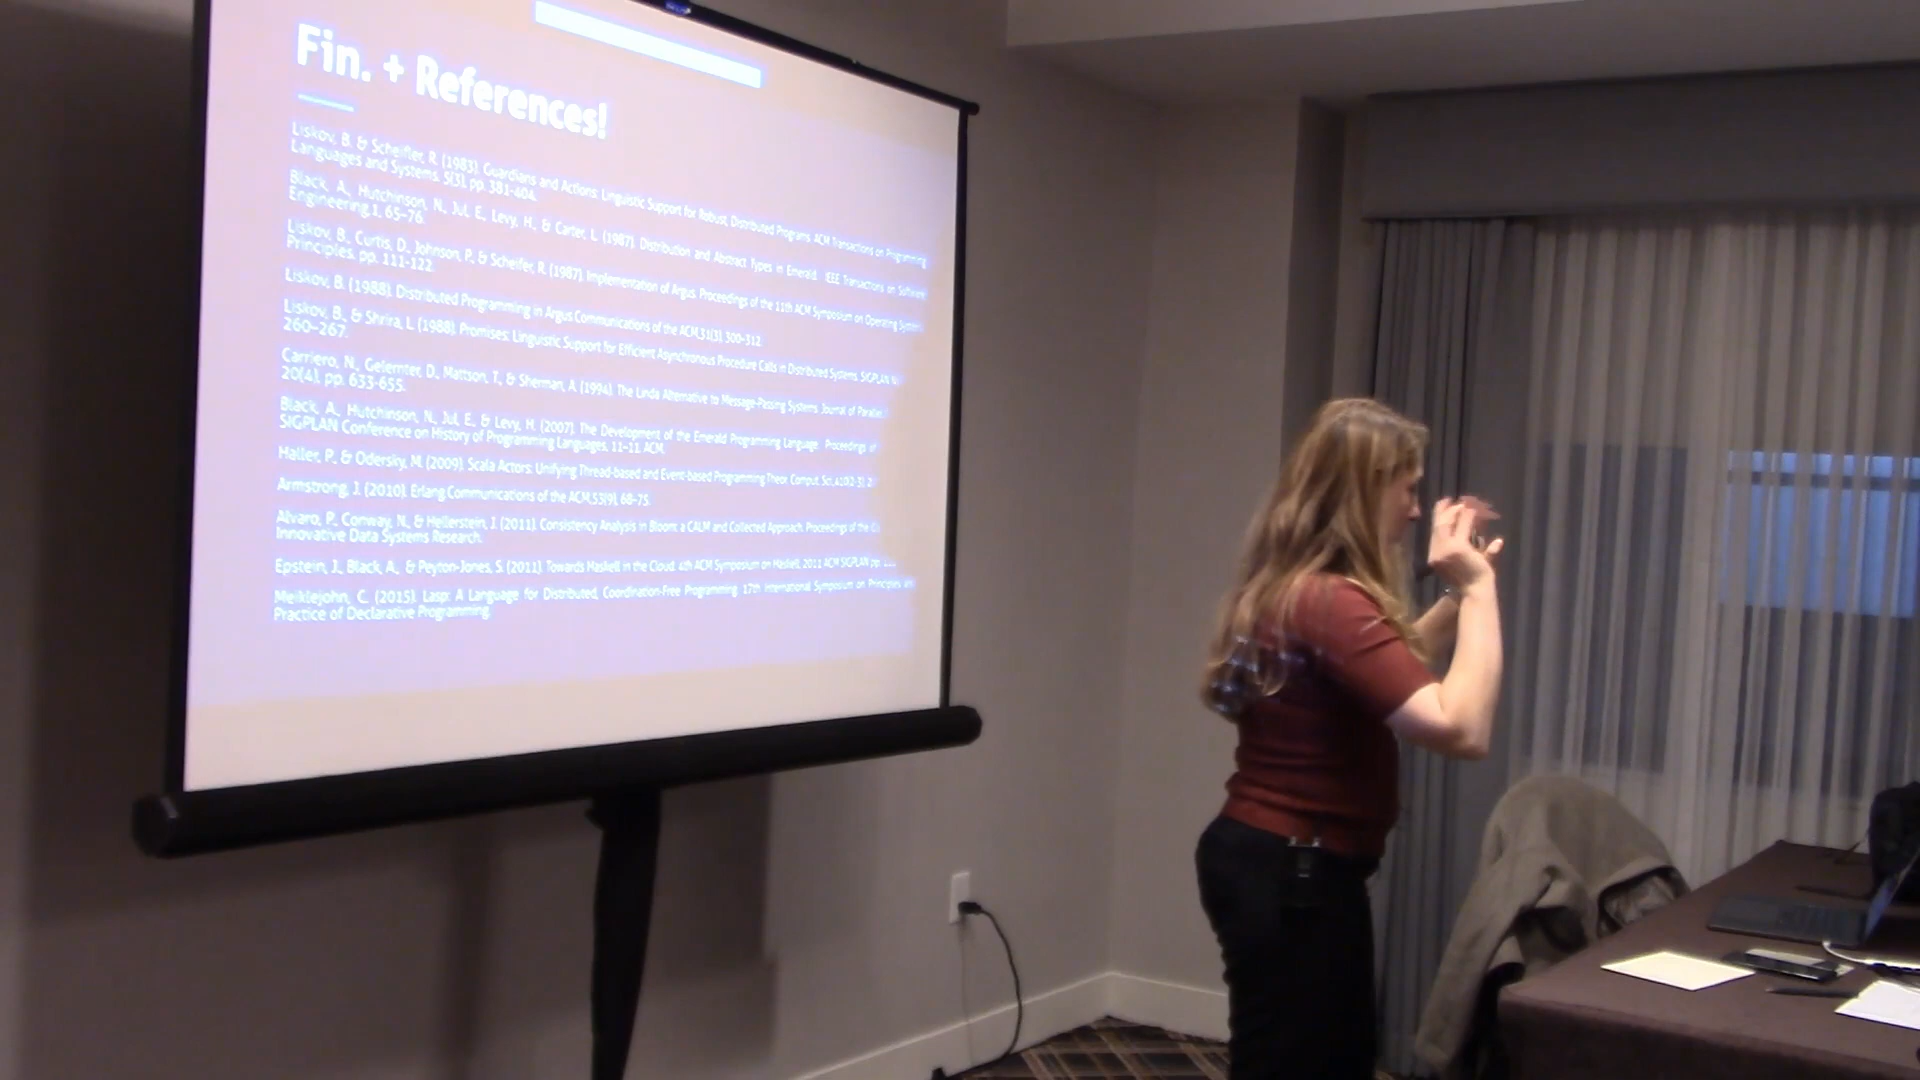 Fin. + References!
Liskov, B. & Scheifler, R. (1983). Guardians and Actions: Linguistic Support for Robust, Distributed Programs. ACM Transactions on Programming
Languages and Systems. 5(3), pp. 381-404.
Black, A., Hutchinson, N., Jul, E., Levy, H., & Carter, L. (1987). Distribution and Abstract Types in Emerald. IEEE Transactions on Software
Engineering,1, 65–76.
Liskov, B., Curtis, D., Johnson, P., & Scheifer, R. (1987). Implementation of Argus. Proceedings of the 11th ACM Symposium on Operating Systems
Principles, pp. 111-122.
Liskov, B. (1988). Distributed Programming in Argus Communications of the ACM,31(3), 300–312.
Liskov, B., & Shrira, L. (1988). Promises: Linguistic Support for Efficient Asynchronous Procedure Calls in Distributed Systems. SIGPLAN
260–267.
Carriero, N., Gelernter, D., Mattson, T., & Sherman, A. (1994). The Linda Alternative to Message-Passing Systems. Journal of Parallel
20(4), pp. 633-655.
Black, A., Hutchinson, N., Jul, E., & Levy, H. (2007). The Development of the Emerald Programming Language. Proceedings of
SIGPLAN Conference on History of Programming Languages, 11–11. ACM.
Haller, P., & Odersky, M. (2009). Scala Actors: Unifying Thread-based and Event-based Programming Theor. Comput. Sci.,410(2-3),
Armstrong, J. (2010). Erlang.Communications of the ACM,53(9), 68–75.
Alvaro, P., Conway, N., & Hellerstein, J. (2011). Consistency Analysis in Bloom: a CALM and Collected Approach. Proceedings of the
Innovative Data Systems Research.
Epstein, J., Black, A., & Peyton-Jones, S. (2011). Towards Haskell in the Cloud. 4th ACM Symposium on Haskell, 2011 ACM SIGPLAN pp.
Meiklejohn, C. (2015). Lasp: A Language for Distributed, Coordination-Free Programming. 17th International Symposium on Principles and
Practice of Declarative Programming.